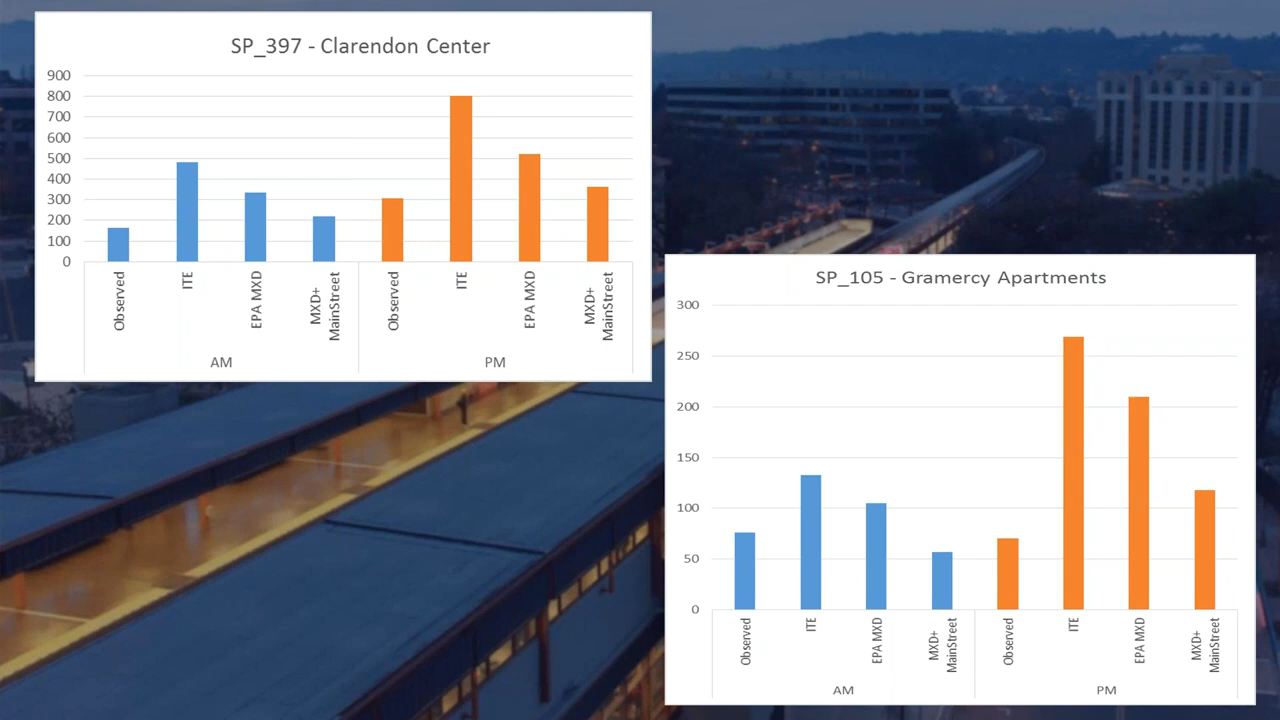 SP_397 - Clarendon Center
900
800
700
600
500
400
300
200
100
0
Observed
ITE
EPA MXD
MXD+
MainStreet
Observed
ITE
EPA MXD
MXD+
MainStreet
AM
PM
SP_105 - Gramercy Apartments
300
250
200
150
100
50
0
Observed
ITE
EPA MXD
MXD+
MainStreet
Observed
ITE
EPA MXD
MXD+
MainStreet
AM
PM